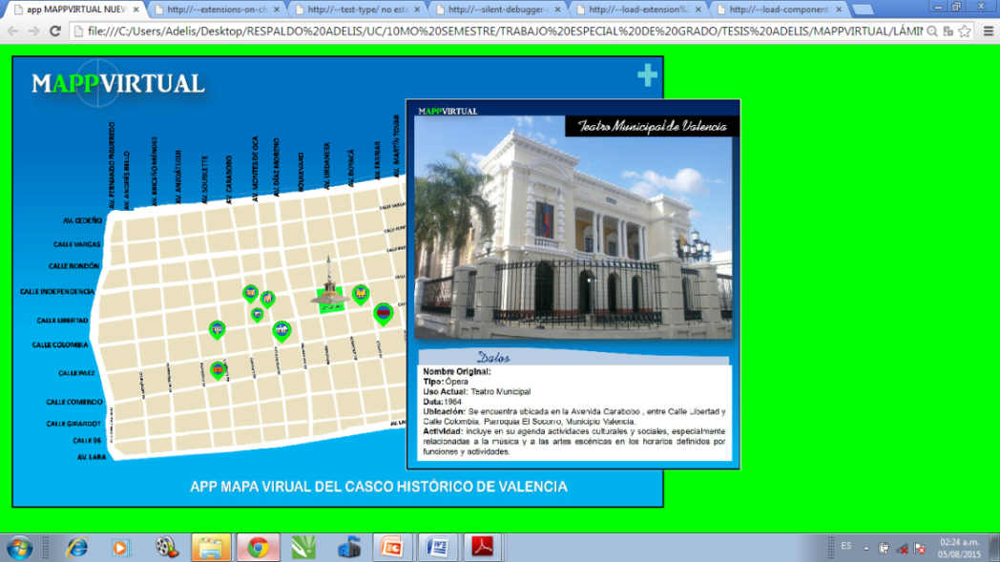 app MAPPVIRTUAL NUEV
http://--extensions-on-ch
http://--test-type/ no está
http://--silent-debugger-
http://--load-extension%
http://--load-component
file:///C:/Users/Adelis/Desktop/RESPALDO%20ADELIS/UC/10MO%20SEMESTRE/TRABAJO%20ESPECIAL%20DE%20GRADO/TESIS%20ADELIS/MAPPVIRTUAL/LÁMIN
MAPPVIRTUAL
AV. FERNANDO FIGUEREDO
AV. ANDRÉS BELLO
AV. BRICEÑO MÉNDEZ
AV. ANZOÁTEGUI
AV. SOUBLETTE
AV. CARABOBO
AV. MONTES DE OCA
AV. DÍAZ MORENO
BOULEVARD
AV. URDANETA
AV. BOYACÁ
AV. FARRIAR
AV. MARTÍN TOVAR
AV. CEDEÑO
CALLE VARGAS
CALLE RONDÓN
CALLE INDEPENDENCIA
CALLE LIBERTAD
CALLE COLOMBIA
CALLE PAEZ
CALLE COMERCIO
CALLE GIRARDOT
CALLE 96
AV. LARA
MAPPVIRTUAL
Teatro Municipal de Valencia
Datos
Nombre Original:
Tipo: Ópera
Uso Actual: Teatro Municipal
Data: 1964
Ubicación: Se encuentra ubicada en la Avenida Carabobo , entre Calle Libertad y
Calle Colombia. Parroquia El Socorro, Municipio Valencia.
Actividad: incluye en su agenda actividades culturales y sociales, especialmente
relacionadas a la música y a las artes escénicas en los horarios definidos por
funciones y actividades.
APP MAPA VIRUAL DEL CASCO HISTÓRICO DE VALENCIA
ES
02:24 a.m.
05/08/2015